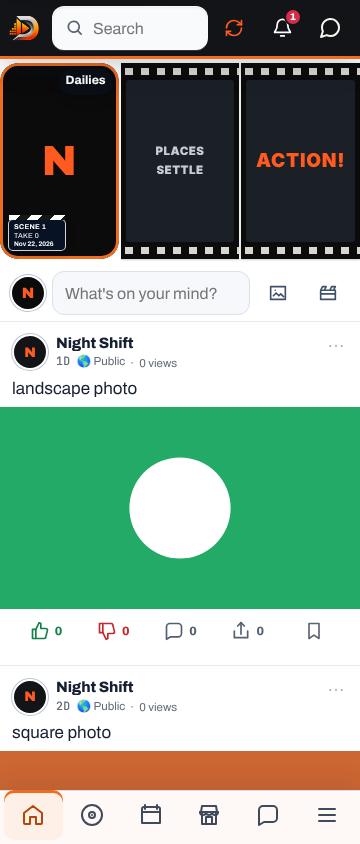 Search
1
Dailies
N
SCENE 1
TAKE 0
Nov 22, 2026
PLACES
SETTLE
ACTION!
N
What's on your mind?
N
Night Shift
1D 🌎 Public · 0 views
landscape photo
0
0
0
0
N
Night Shift
2D 🌎 Public · 0 views
square photo